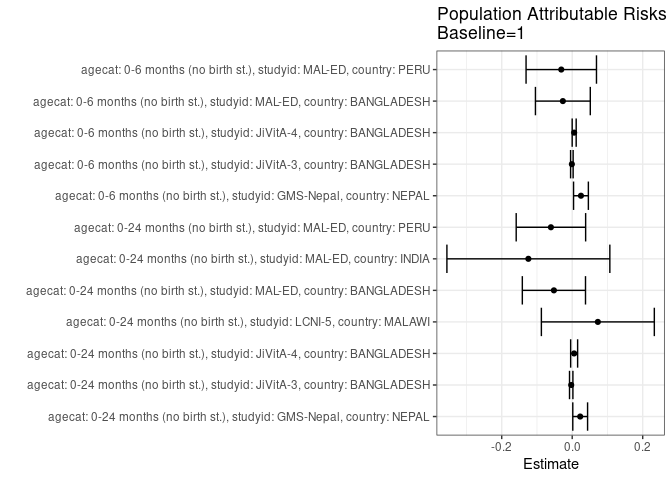 Population Attributable Risks
Baseline=1
agecat: 0-6 months (no birth st.), studyid: MAL-ED, country: PERU
agecat: 0-6 months (no birth st.), studyid: MAL-ED, country: BANGLADESH
agecat: 0-6 months (no birth st.), studyid: JiVitA-4, country: BANGLADESH
agecat: 0-6 months (no birth st.), studyid: JiVitA-3, country: BANGLADESH
agecat: 0-6 months (no birth st.), studyid: GMS-Nepal, country: NEPAL
agecat: 0-24 months (no birth st.), studyid: MAL-ED, country: PERU
agecat: 0-24 months (no birth st.), studyid: MAL-ED, country: INDIA
agecat: 0-24 months (no birth st.), studyid: MAL-ED, country: BANGLADESH
agecat: 0-24 months (no birth st.), studyid: LCNI-5, country: MALAWI
agecat: 0-24 months (no birth st.), studyid: JiVitA-4, country: BANGLADESH
agecat: 0-24 months (no birth st.), studyid: JiVitA-3, country: BANGLADESH
agecat: 0-24 months (no birth st.), studyid: GMS-Nepal, country: NEPAL
-0.2 0.0 0.2
Estimate